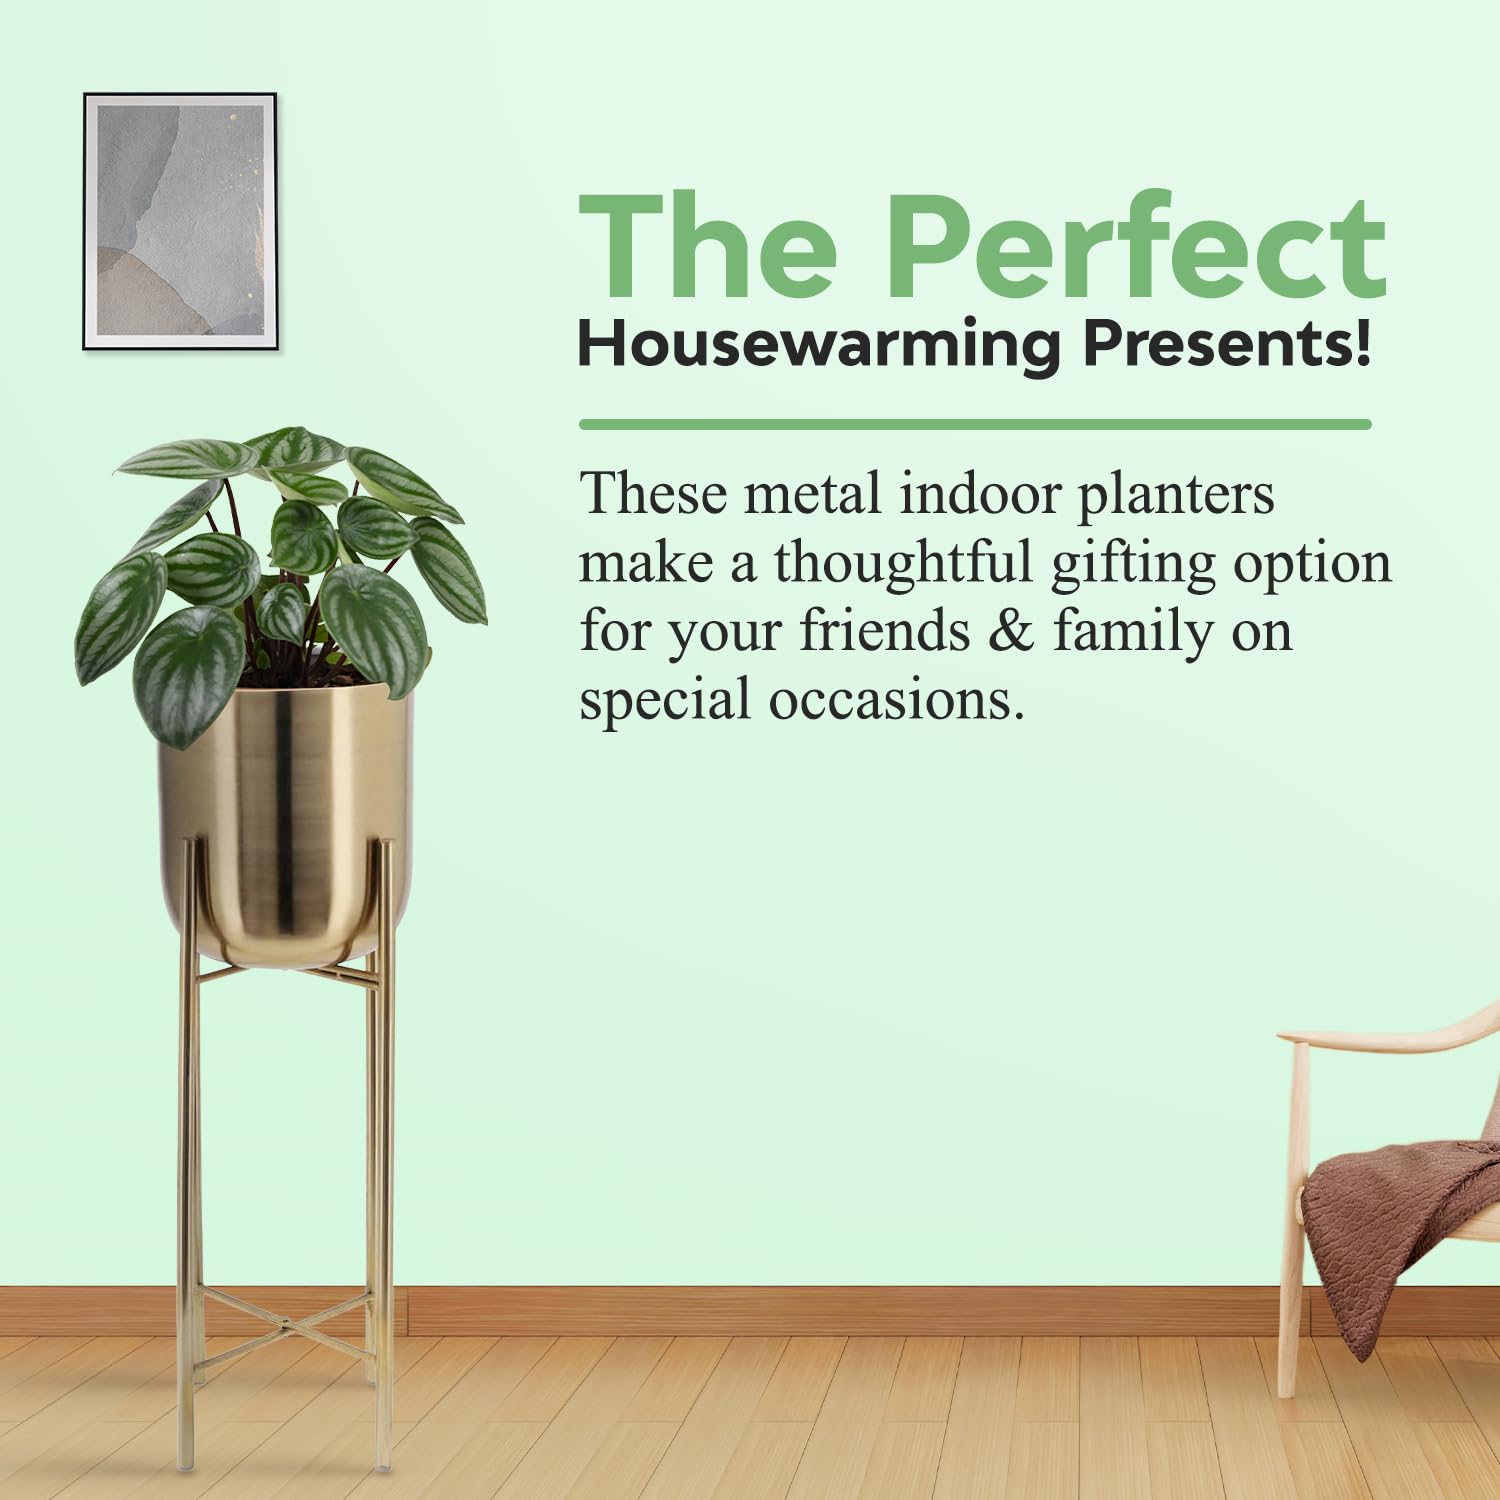 The Perfect
Housewarming Presents!
These metal indoor planters
make a thoughtful gifting option
for your friends & family on
special occasions.